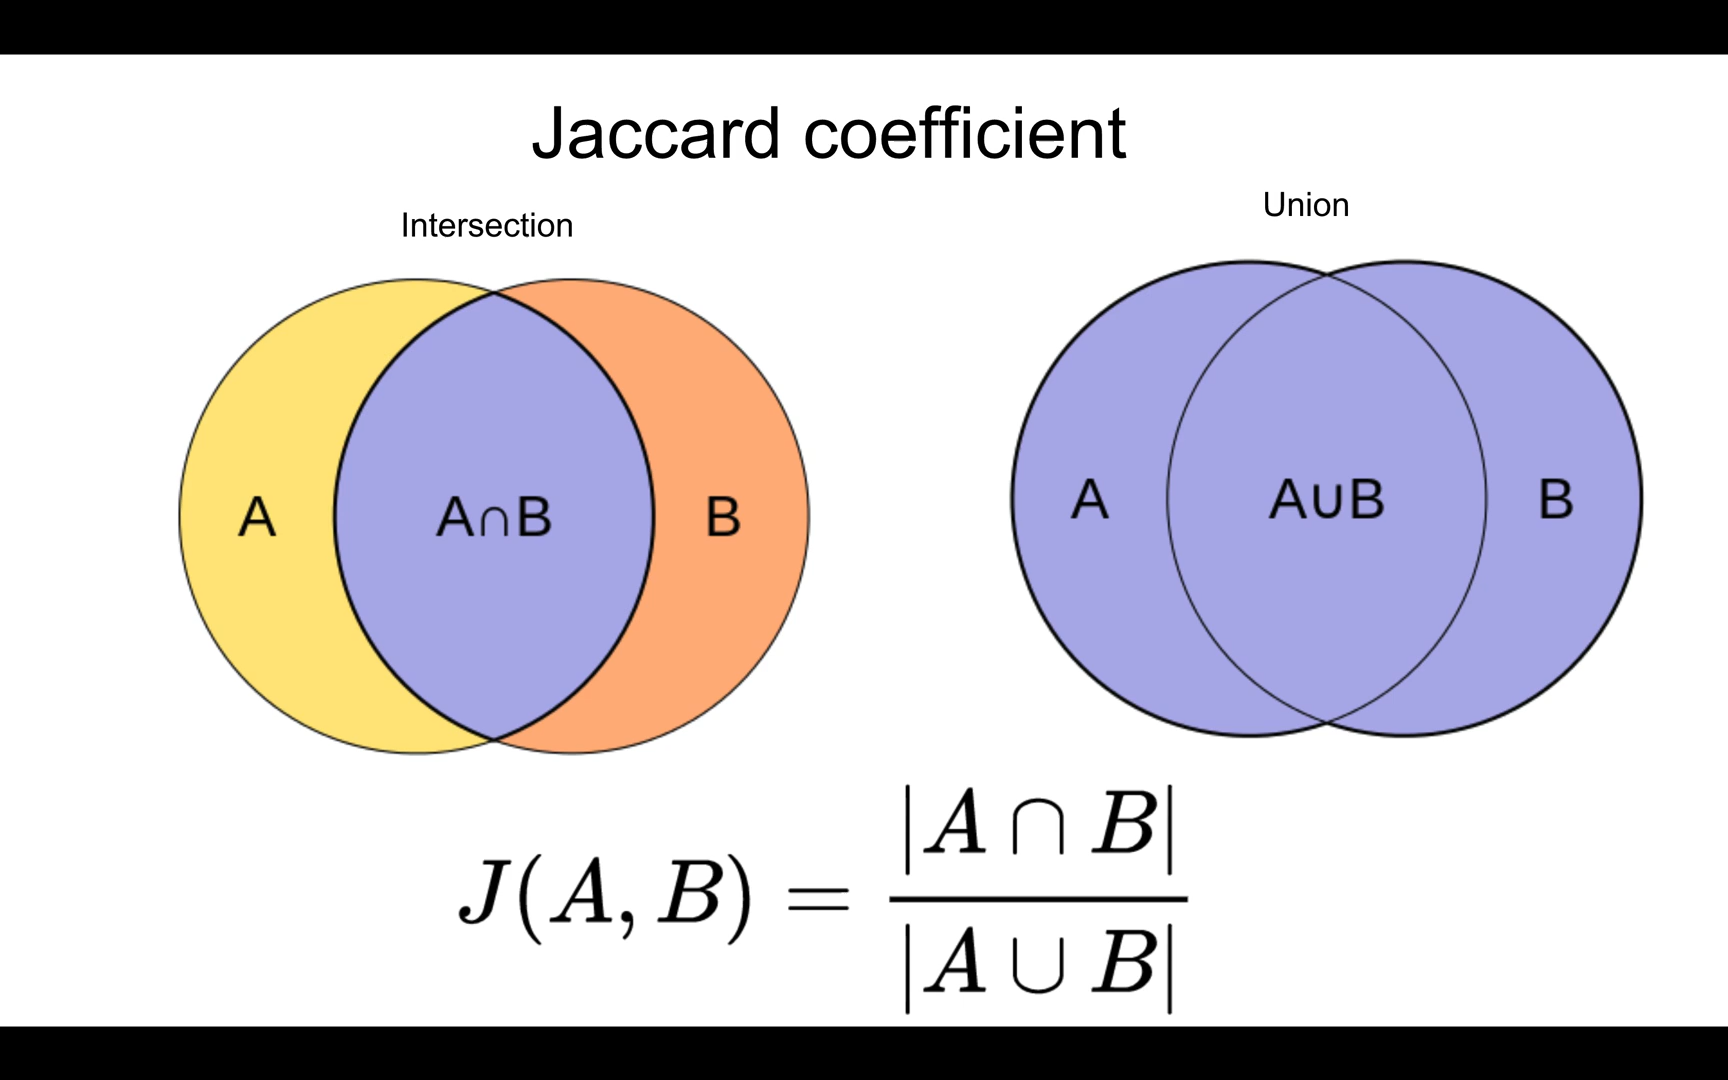 Jaccard coefficient
Intersection
Union
A
A∩B
B
A∪B
A
B
J(A, B) = |A ∩ B| / |A ∪ B|